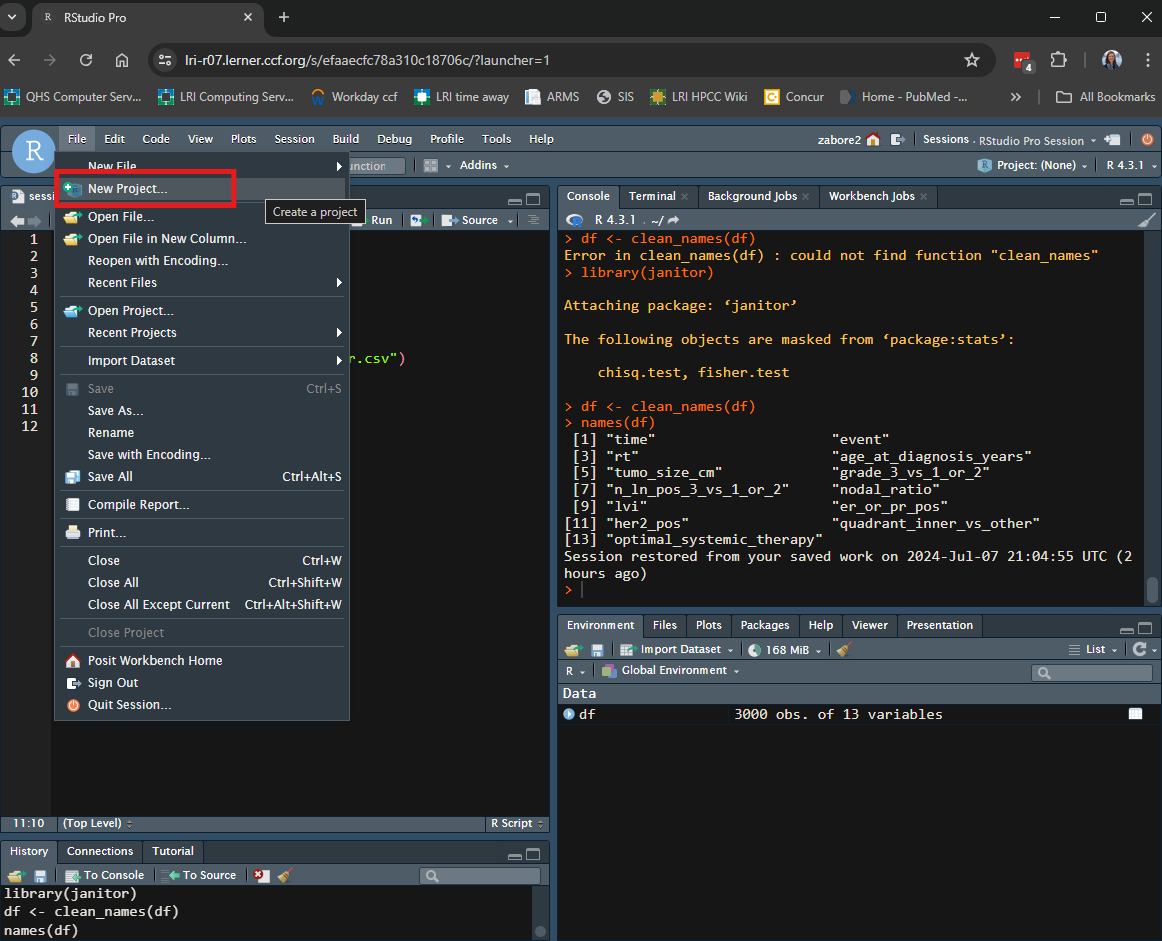 RStudio Pro
lri-r07.lerner.ccf.org/s/efaaecfc78a310c18706c/?launcher=1
4
QHS Computer Serv... LRI Computing Serv... Workday ccf LRI time away ARMS SIS LRI HPCC Wiki Concur Home - PubMed -... » All Bookmarks
R File Edit Code View Plots Session Build Debug Profile Tools Help zabore2 Sessions RStudio Pro Session
New File
unction Addins Project: (None) R 4.3.1
New Project...
Create a project
sessi
Run Source
Open File...
Open File in New Column...
Reopen with Encoding...
Recent Files
Open Project...
Recent Projects
Import Dataset
Save Ctrl+S
Save As...
Rename
Save with Encoding...
Save All Ctrl+Alt+S
Compile Report...
Print...
Close Ctrl+W
Close All Ctrl+Shift+W
Close All Except Current Ctrl+Alt+Shift+W
Close Project
Posit Workbench Home
Sign Out
Quit Session...
1
2
3
4
5
6
7
8 r.csv")
9
10
11
12
11:10 (Top Level) R Script
Console Terminal Background Jobs Workbench Jobs
R 4.3.1 . ~/
> df <- clean_names(df)
Error in clean_names(df) : could not find function "clean_names"
> library(janitor)
Attaching package: ‘janitor’
The following objects are masked from ‘package:stats’:
chisq.test, fisher.test
> df <- clean_names(df)
> names(df)
[1] "time" "event"
[3] "rt" "age_at_diagnosis_years"
[5] "tumo_size_cm" "grade_3_vs_1_or_2"
[7] "n_ln_pos_3_vs_1_or_2" "nodal_ratio"
[9] "lvi" "er_or_pr_pos"
[11] "her2_pos" "quadrant_inner_vs_other"
[13] "optimal_systemic_therapy"
Session restored from your saved work on 2024-Jul-07 21:04:55 UTC (2
hours ago)
>
Environment Files Plots Packages Help Viewer Presentation
Import Dataset 168 MiB List
R Global Environment
Data
df 3000 obs. of 13 variables
History Connections Tutorial
To Console To Source
library(janitor)
df <- clean_names(df)
names(df)